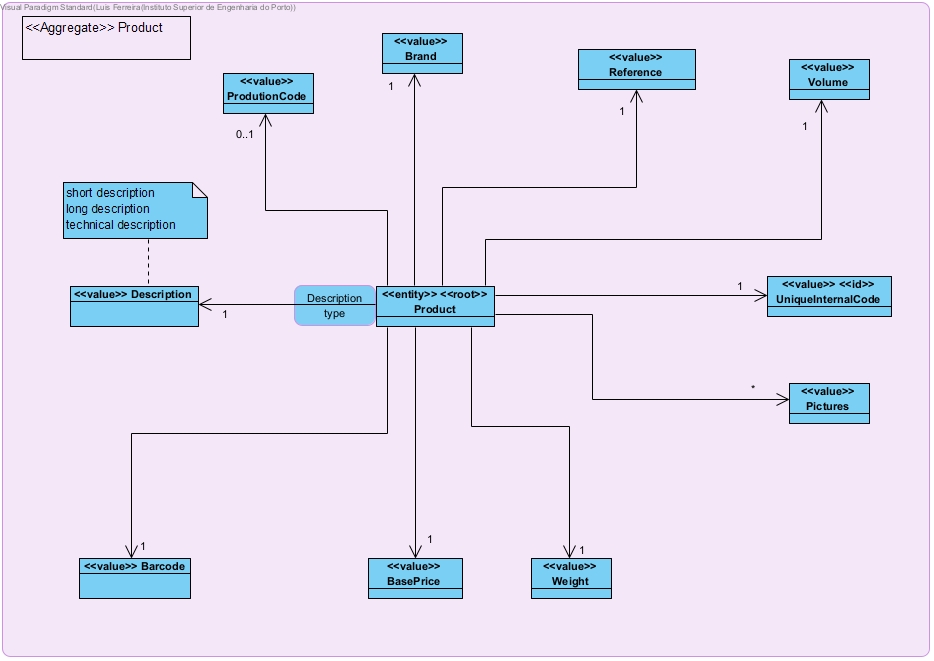 Visual Paradigm Standard(Luis Ferreira(Instituto Superior de Engenharia do Porto))
<<Aggregate>> Product
<<value>>
Brand
1
<<value>>
Reference
1
<<value>>
Volume
1
<<value>>
ProdutionCode
0..1
short description
long description
technical description
<<value>> Description
1
Description
type
<<entity>> <<root>>
Product
1
<<value>> <<id>>
UniqueInternalCode
*
<<value>>
Pictures
1
<<value>> Barcode
1
<<value>>
BasePrice
1
<<value>>
Weight